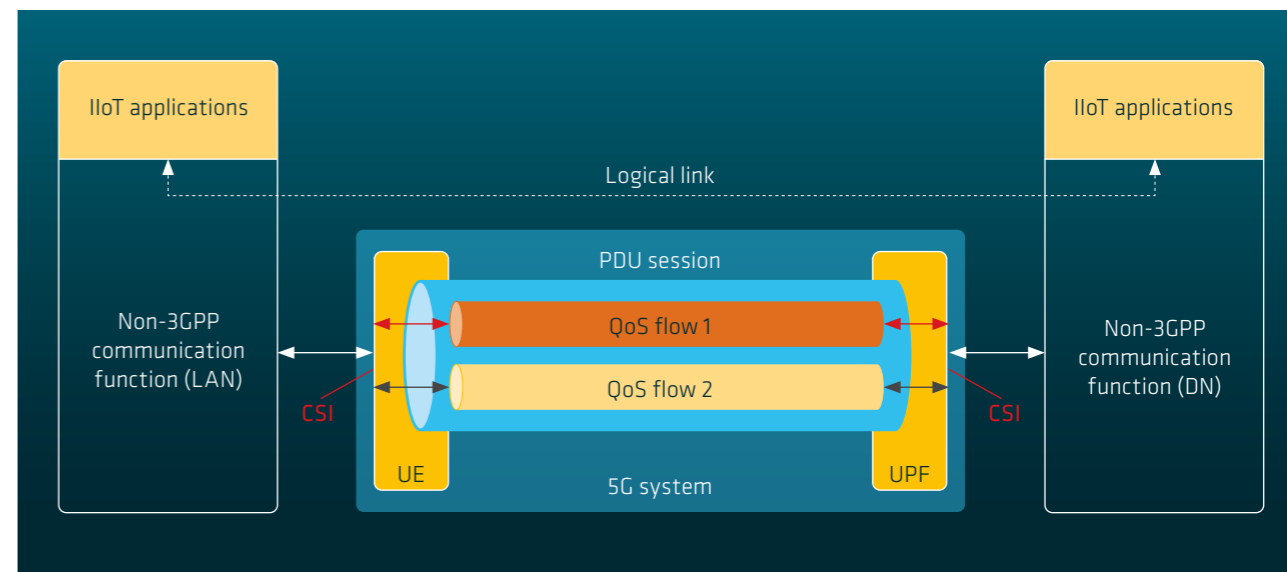 IIoT applications
IIoT applications
Logical link
PDU session
Non-3GPP
communication
function (LAN)
QoS flow 1
QoS flow 2
Non-3GPP
communication
function (DN)
CSI
CSI
UE
5G system
UPF